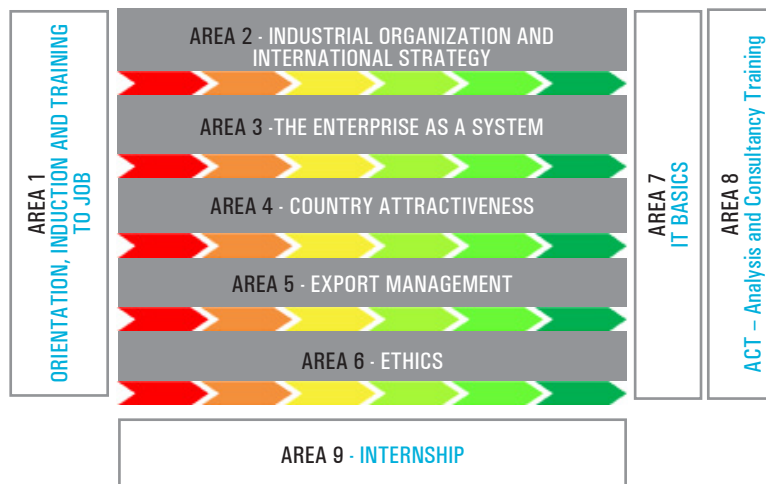 AREA 1
ORIENTATION, INDUCTION AND TRAINING
TO JOB
AREA 2 - INDUSTRIAL ORGANIZATION AND
INTERNATIONAL STRATEGY
AREA 3 -THE ENTERPRISE AS A SYSTEM
AREA 4 - COUNTRY ATTRACTIVENESS
AREA 5 - EXPORT MANAGEMENT
AREA 6 - ETHICS
AREA 7
IT BASICS
AREA 8
ACT – Analysis and Consultancy Training
AREA 9 - INTERNSHIP